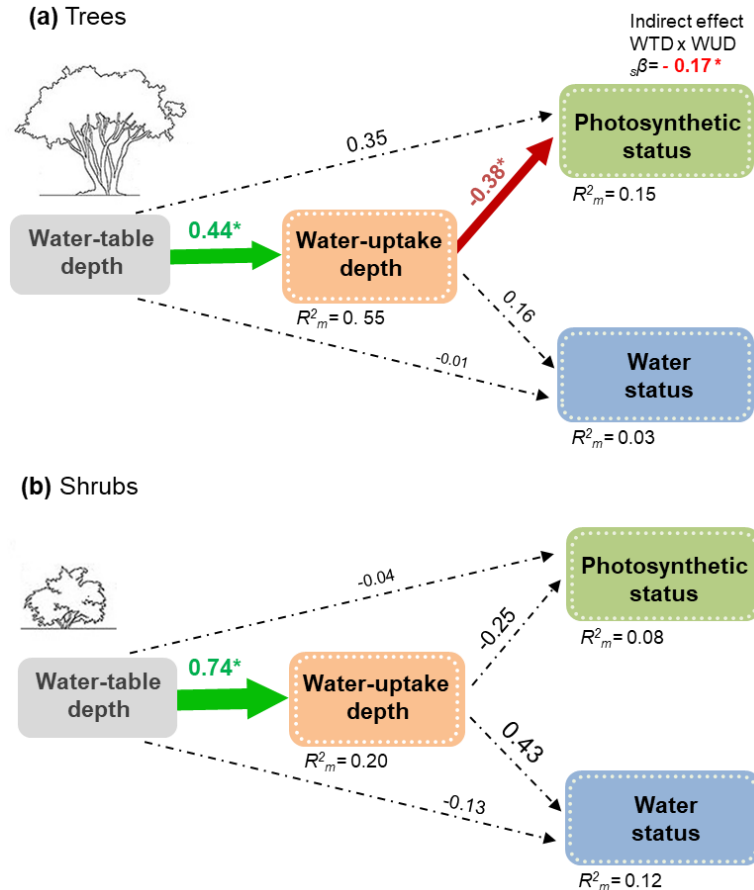 (a) Trees
Indirect effect
WTD x WUD
sβ= - 0.17 *
0.35
Photosynthetic
status
-0.38*
R²m = 0.15
Water-table
depth
0.44*
Water-uptake
depth
R²m = 0. 55
0.16
-0.01
Water
status
R²m = 0.03
(b) Shrubs
-0.04
Photosynthetic
status
-0.25
R²m = 0.08
Water-table
depth
0.74*
Water-uptake
depth
R²m = 0.20
0.43
-0.13
Water
status
R²m = 0.12